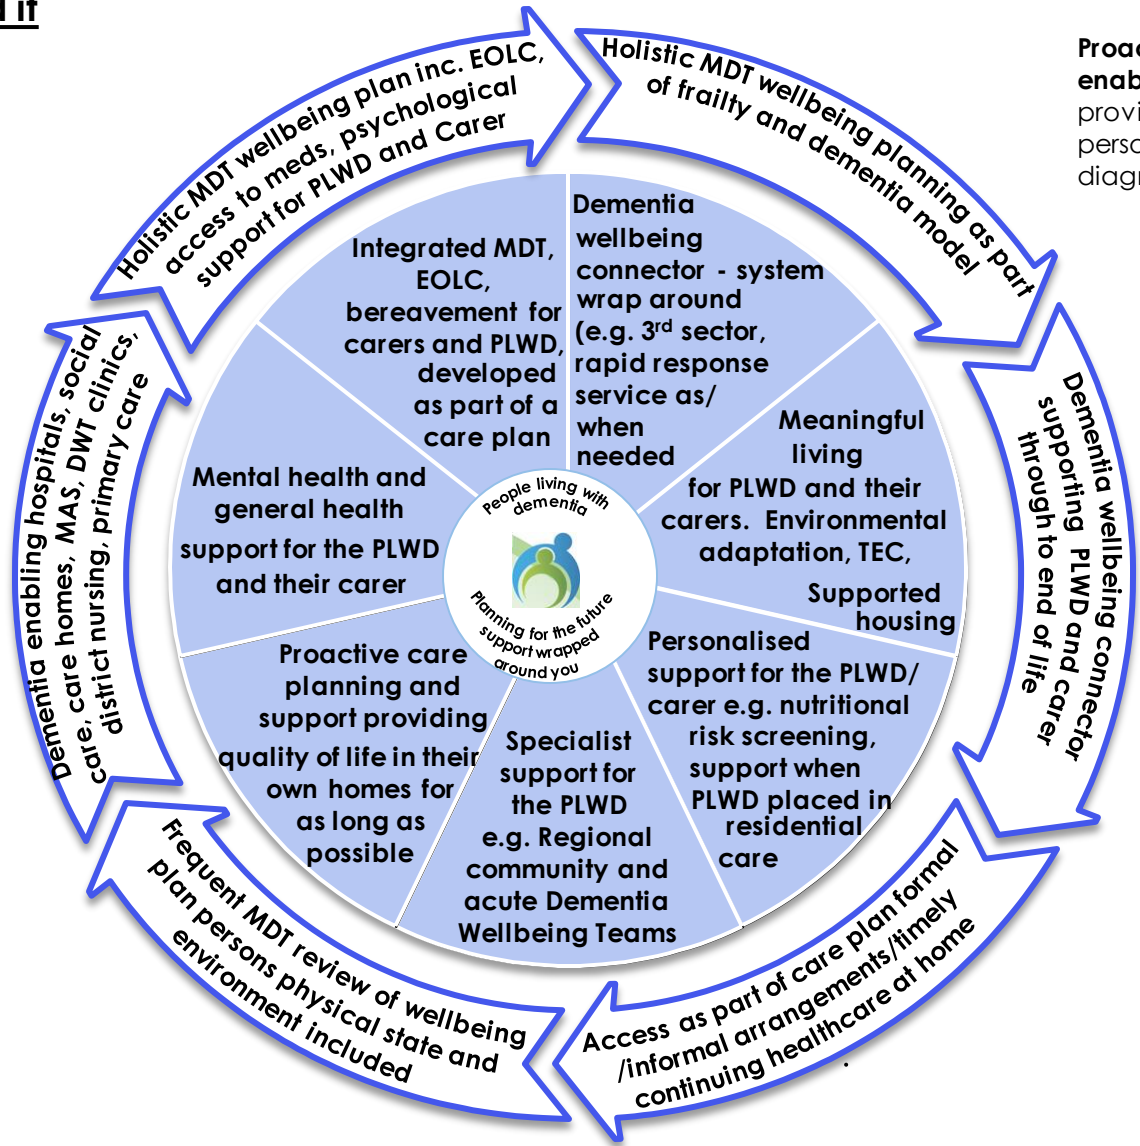 Holistic MDT wellbeing planning as part
of frailty and dementia model
Dementia wellbeing connector
supporting PLWD and carer
through to end of life
Access as part of care plan formal
/informal arrangements/timely
continuing healthcare at home
.
Frequent MDT review of wellbeing
plan persons physical state and
environment included
Dementia enabling hospitals, social
care, care homes, MAS, DWT clinics,
district nursing, primary care
Holistic MDT wellbeing plan inc. EOLC,
access to meds, psychological
support for PLWD and Carer
Dementia
wellbeing
connector - system
wrap around
(e.g. 3rd sector,
rapid response
service as/
when
needed
Meaningful
living
for PLWD and their
carers. Environmental
adaptation, TEC,
Supported
housing
Personalised
support for the PLWD/
carer e.g. nutritional
risk screening,
support when
PLWD placed in
residential
care
Specialist
support for
the PLWD
e.g. Regional
community and
acute Dementia
Wellbeing Teams
Proactive care
planning and
support providing
quality of life in their
own homes for
as long as
possible
Mental health and
general health
support for the PLWD
and their carer
Integrated MDT,
EOLC,
bereavement for
carers and PLWD,
developed
as part of a
care plan
People living with
dementia
Planning for the future
support wrapped
around you
Proac
enab
provi
perso
diagn